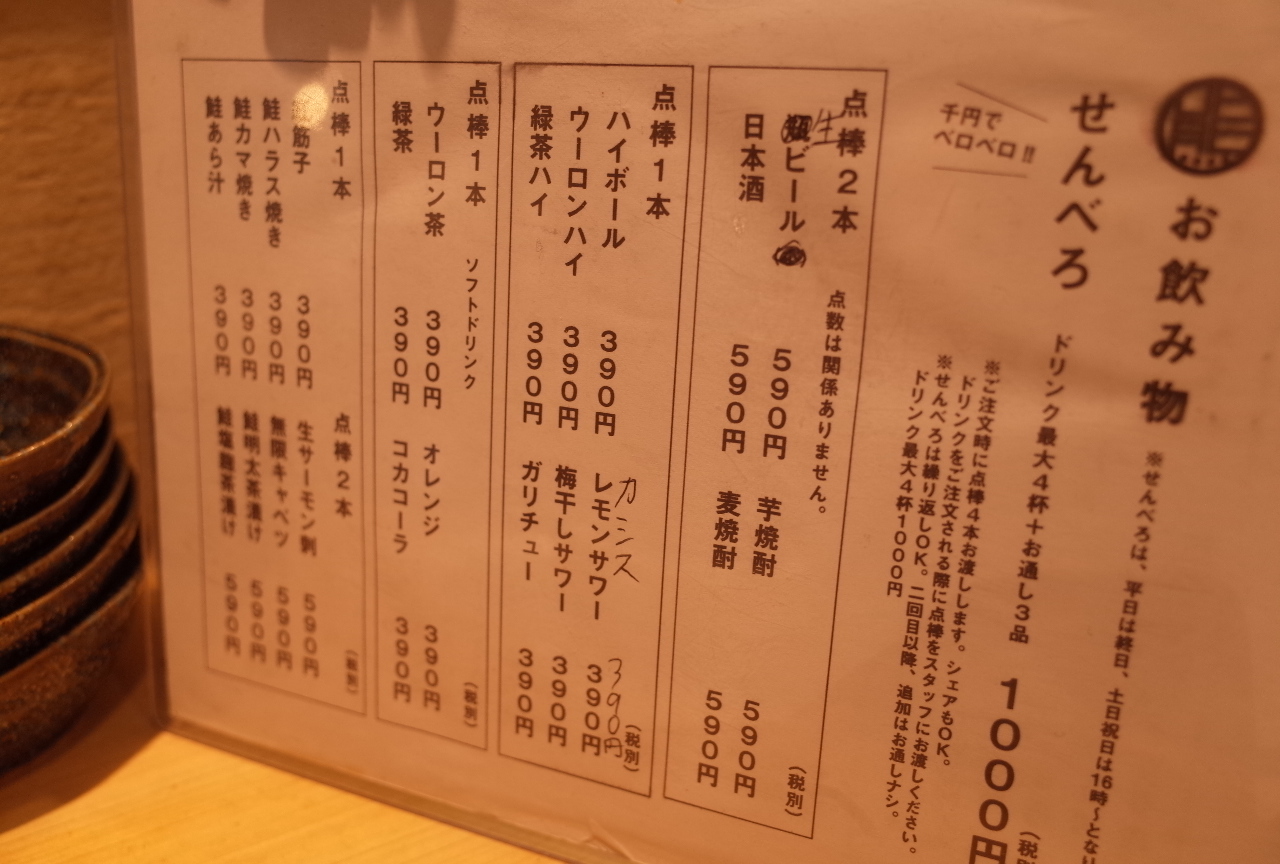 お飲み物
※せんべろは、平日は終日、土日祝日は16時〜とな
せんべろ
千円で
ベロベロ!!
ドリンク最大4杯+お通し3品 1000円
(税
※ご注文時に点棒4本お渡しします。シェアもOK。
ドリンクをご注文される際に点棒をスタッフにお渡しください。
※せんべろは繰り返しOK。二回目以降、追加はお通しナシ。
ドリンク最大4杯1000円
点棒2本
点数は関係ありません。
(税別)
生ビール 590円
芋焼酎 590円
日本酒 590円
麦焼酎 590円
点棒1本
(税別)
カシス 390円
ハイボール 390円
レモンサワー 390円
ウーロンハイ 390円
梅干しサワー 390円
緑茶ハイ 390円
ガリチュー 390円
点棒1本 ソフトドリンク
(税別)
ウーロン茶 390円
オレンジ 390円
緑茶 390円
コカコーラ 390円
点棒1本
点棒2本
(税別)
筋子 390円
生サーモン刺 590円
鮭ハラス焼き 390円
無限キャベツ 590円
鮭カマ焼き 390円
鮭明太茶漬け 590円
鮭あら汁 390円
鮭塩麹茶漬け 590円